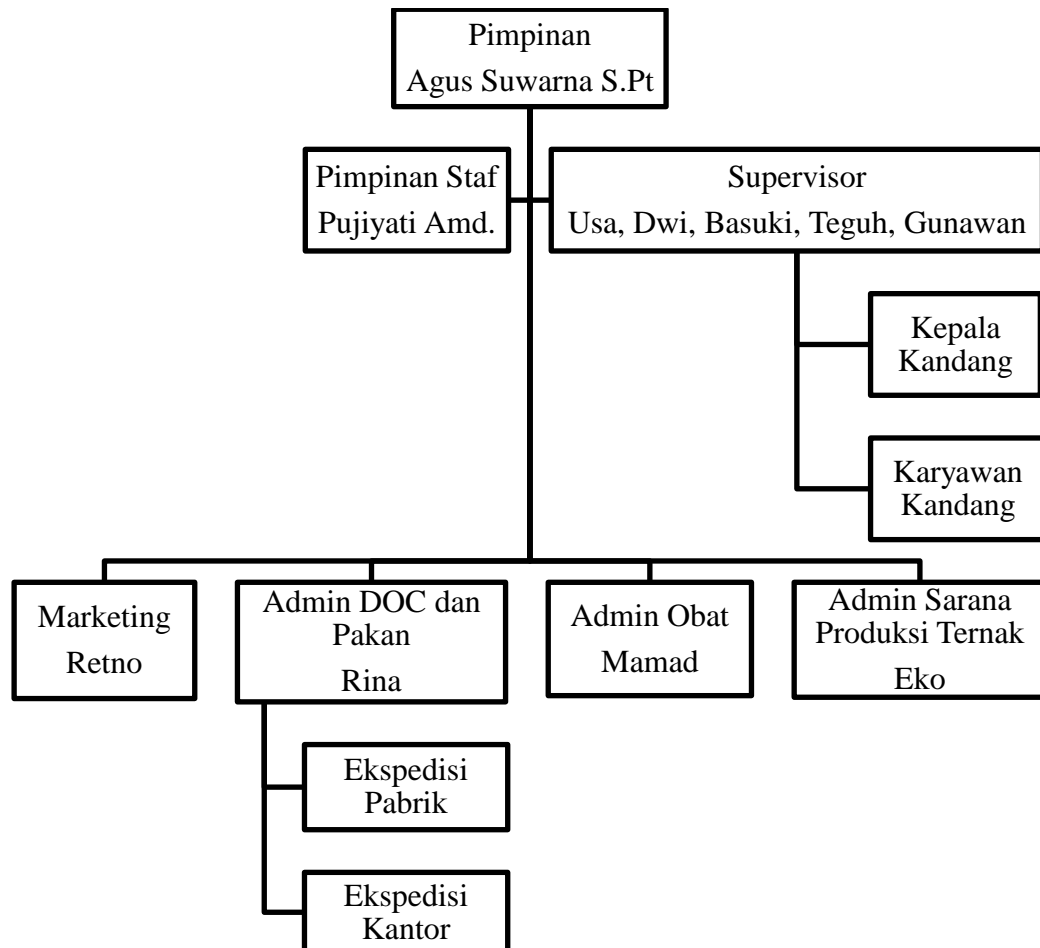 Pimpinan
Agus Suwarna S.Pt
Pimpinan Staf
Pujiyati Amd.
Supervisor
Usa, Dwi, Basuki, Teguh, Gunawan
Kepala
Kandang
Karyawan
Kandang
Marketing
Retno
Admin DOC dan
Pakan
Rina
Admin Obat
Mamad
Admin Sarana
Produksi Ternak
Eko
Ekspedisi
Pabrik
Ekspedisi
Kantor